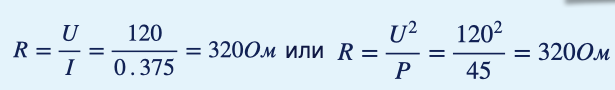 R = U/I = 120/0.375 = 320Ом или R = U²/P = 120²/45 = 320Ом